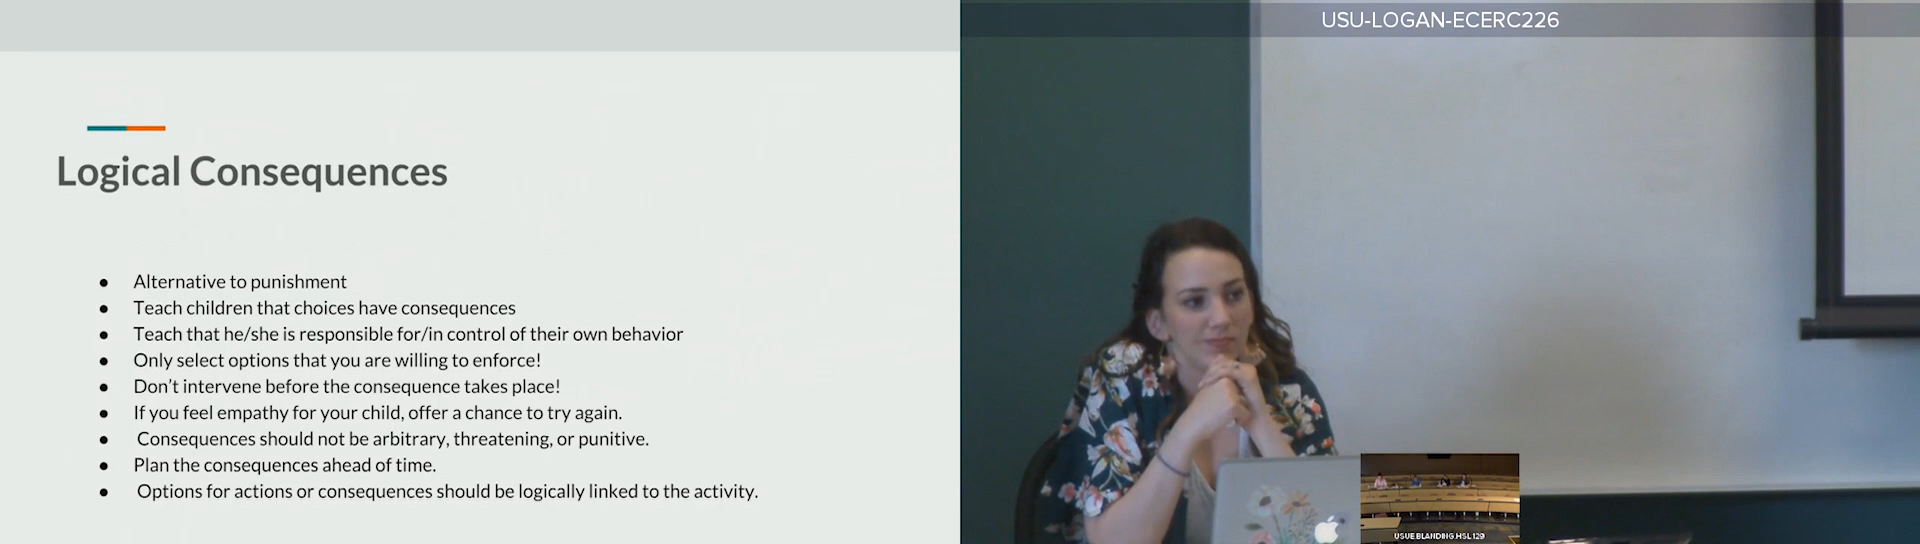 USU-LOGAN-ECERC226
Logical Consequences
● Alternative to punishment
● Teach children that choices have consequences
● Teach that he/she is responsible for/in control of their own behavior
● Only select options that you are willing to enforce!
● Don’t intervene before the consequence takes place!
● If you feel empathy for your child, offer a chance to try again.
● Consequences should not be arbitrary, threatening, or punitive.
● Plan the consequences ahead of time.
● Options for actions or consequences should be logically linked to the activity.
USUE BLANDING HSL 129